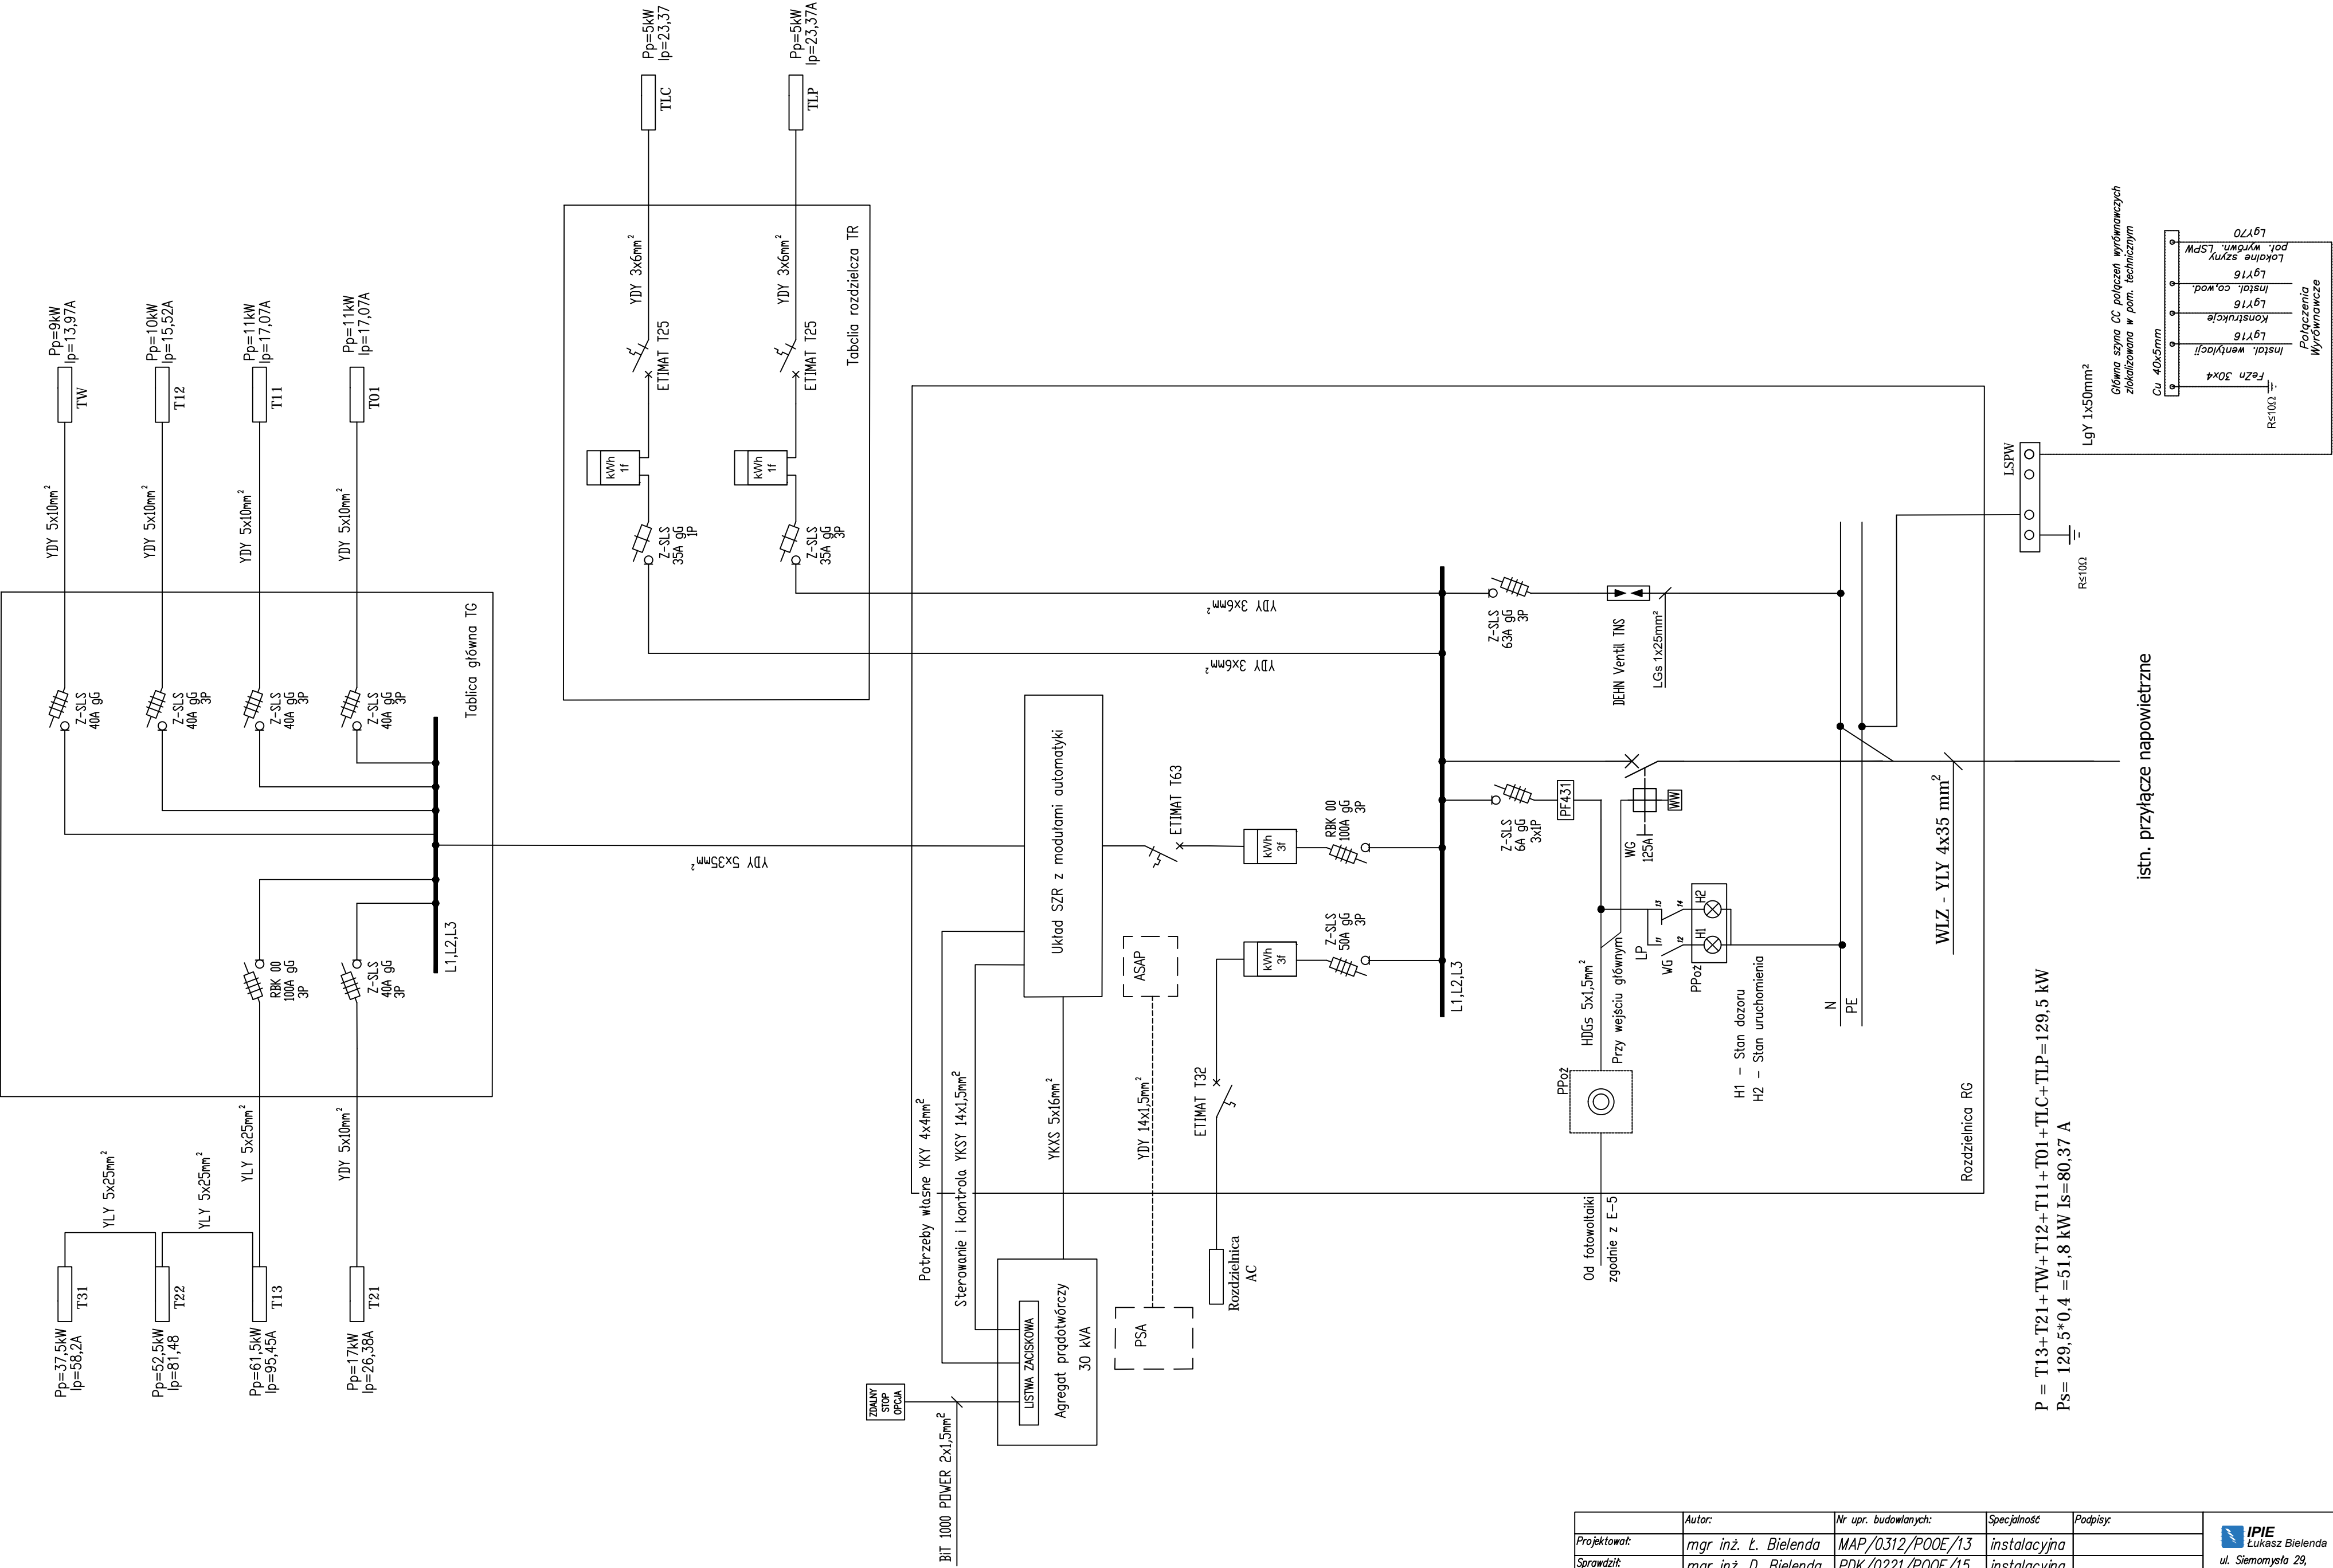 Pp=5kW
Ip=23,37
TLC
Pp=5kW
Ip=23,37A
TLP
YDY 3x6mm²
ETIMAT T25
kWh
1f
Z-SLS
35A gG
1P
YDY 3x6mm²
ETIMAT T25
kWh
1f
Z-SLS
35A gG
3P
Tabclia rozdzielcza TR
Pp=9kW
Ip=13,97A
TW
Pp=10kW
Ip=15,52A
T12
Pp=11kW
Ip=17,07A
T11
Pp=11kW
Ip=17,07A
T01
YDY 5x10mm²
YDY 5x10mm²
YDY 5x10mm²
YDY 5x10mm²
Z-SLS
40A gG
Z-SLS
40A gG
3P
Z-SLS
40A gG
3P
Z-SLS
40A gG
3P
Tablica główna TG
RBK 00
100A gG
3P
Z-SLS
40A gG
3P
L1,L2,L3
YLY 5x25mm²
YLY 5x25mm²
YLY 5x25mm²
YDY 5x10mm²
T31
Pp=37,5kW
Ip=58,2A
T22
Pp=52,5kW
Ip=81,48
T13
Pp=61,5kW
Ip=95,45A
T21
Pp=17kW
Ip=26,38A
YDY 5x35mm²
YDY 3x6mm²
YDY 3x6mm²
Układ SZR z modułami automatyki
ETIMAT T63
kWh
3f
RBK 00
100A gG
3P
ASAP
kWh
3f
Z-SLS
50A gG
3P
L1,L2,L3
Potrzeby własne YKY 4x4mm²
Sterowanie i kontrola YKSY 14x1,5mm²
YKXS 5x16mm²
YDY 14x1,5mm²
ETIMAT T32
LISTWA ZACISKOWA
Agregat prądotwórczy
30 kVA
PSA
Rozdzielnica
AC
ZDALNY
STOP
OPCJA
BiT 1000 POWER 2x1,5mm²
Z-SLS
63A gG
3P
DEHN Ventil TNS
LGs 1x25mm²
Z-SLS
6A gG
3x1P
PF431
WG
125A
WW
HDGs 5x1,5mm²
Przy wejściu głównym
LP
WG
13
14
11
12
H2
H1
PPoż
PPoż
H1 - Stan dozoru
H2 - Stan uruchomienia
N
PE
Rozdzielnica RG
Od fotowoltaiki
zgodnie z E-5
WLZ - YLY 4x35 mm²
istn. przyłącze napowietrzne
LSPW
R≤10Ω
LgY 1x50mm²
Główna szyna CC połączeń wyrównawczych
zlokalizowana w pom. technicznym
Cu 40x5mm
LgY70
Lokalne szyny
poł. wyrówn. LSPW
LgY16
Instal. co,wod.
LgY16
Konstrukcje
LgY16
Instal. wentylacji
FeZn 30x4
R≤10Ω
Połączenia
Wyrównawcze
P = T13+T21+TW+T12+T11+T01+TLC+TLP=129,5 kW
Ps= 129,5*0,4 =51,8 kW Is=80,37 A
Autor: Nr upr. budowlanych: Specjalność Podpisy:
Projektował: mgr inż. Ł. Bielenda MAP/0312/POOE/13 instalacyjna
Sprawdził: mgr inż. D. Bielenda PDK/0221/POOE/15 instalacyjna
IPIE
Łukasz Bielenda
ul. Siemomysła 29,